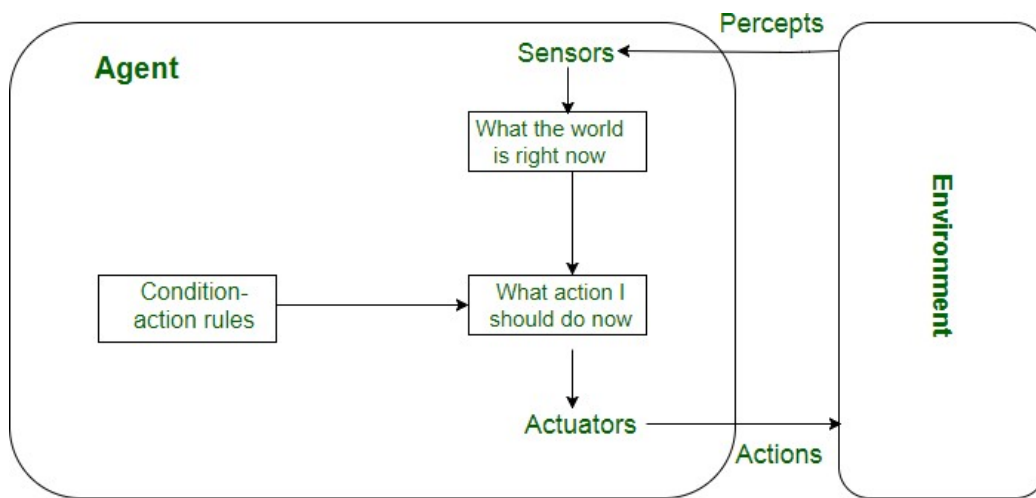 Percepts
Sensors
Agent
What the world
is right now
Environment
Condition-
action rules
What action I
should do now
Actuators
Actions